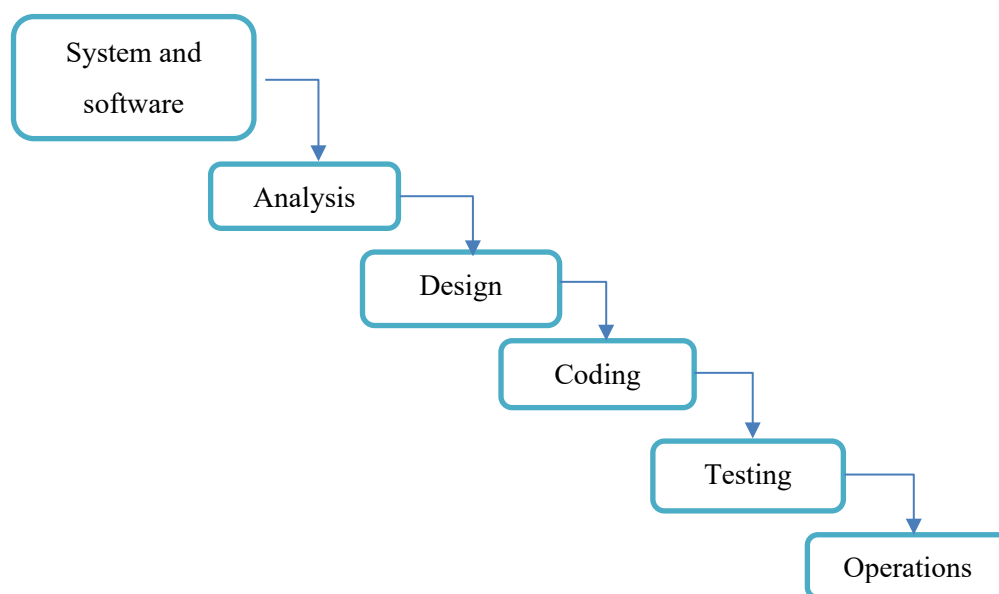 System and
software
Analysis
Design
Coding
Testing
Operations